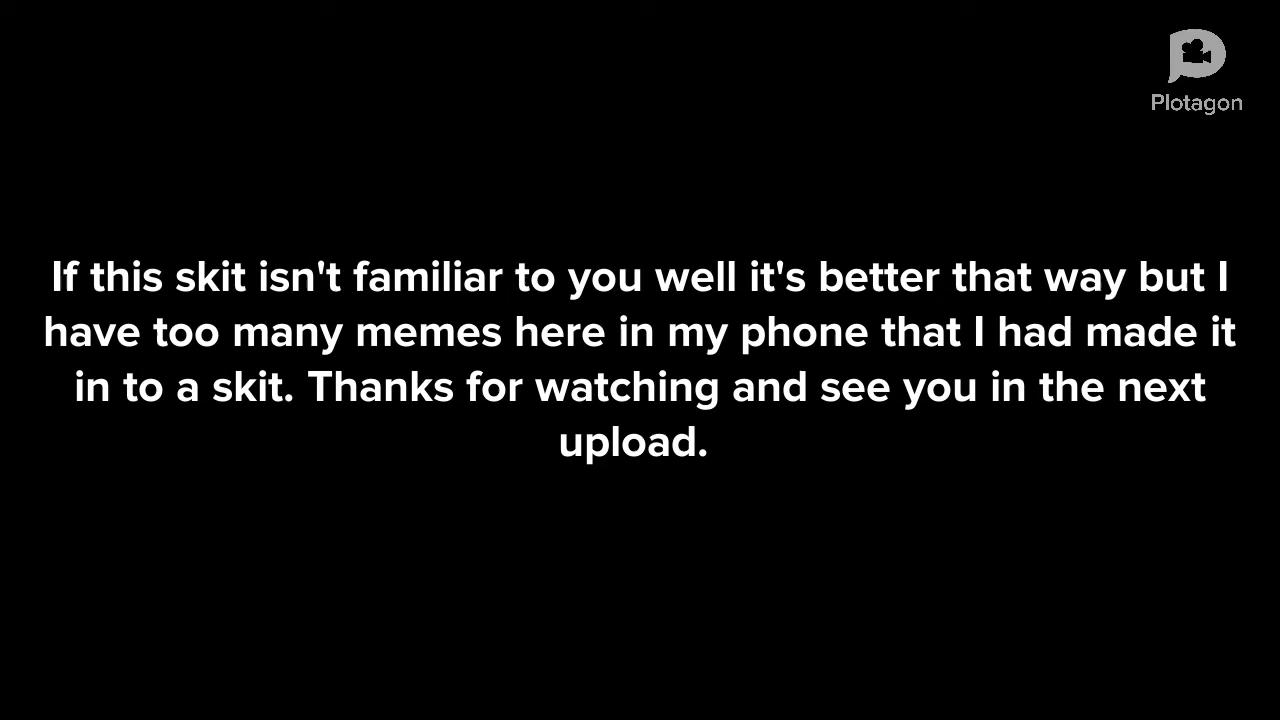 Plotagon
If this skit isn't familiar to you well it's better that way but I
have too many memes here in my phone that I had made it
in to a skit. Thanks for watching and see you in the next
upload.